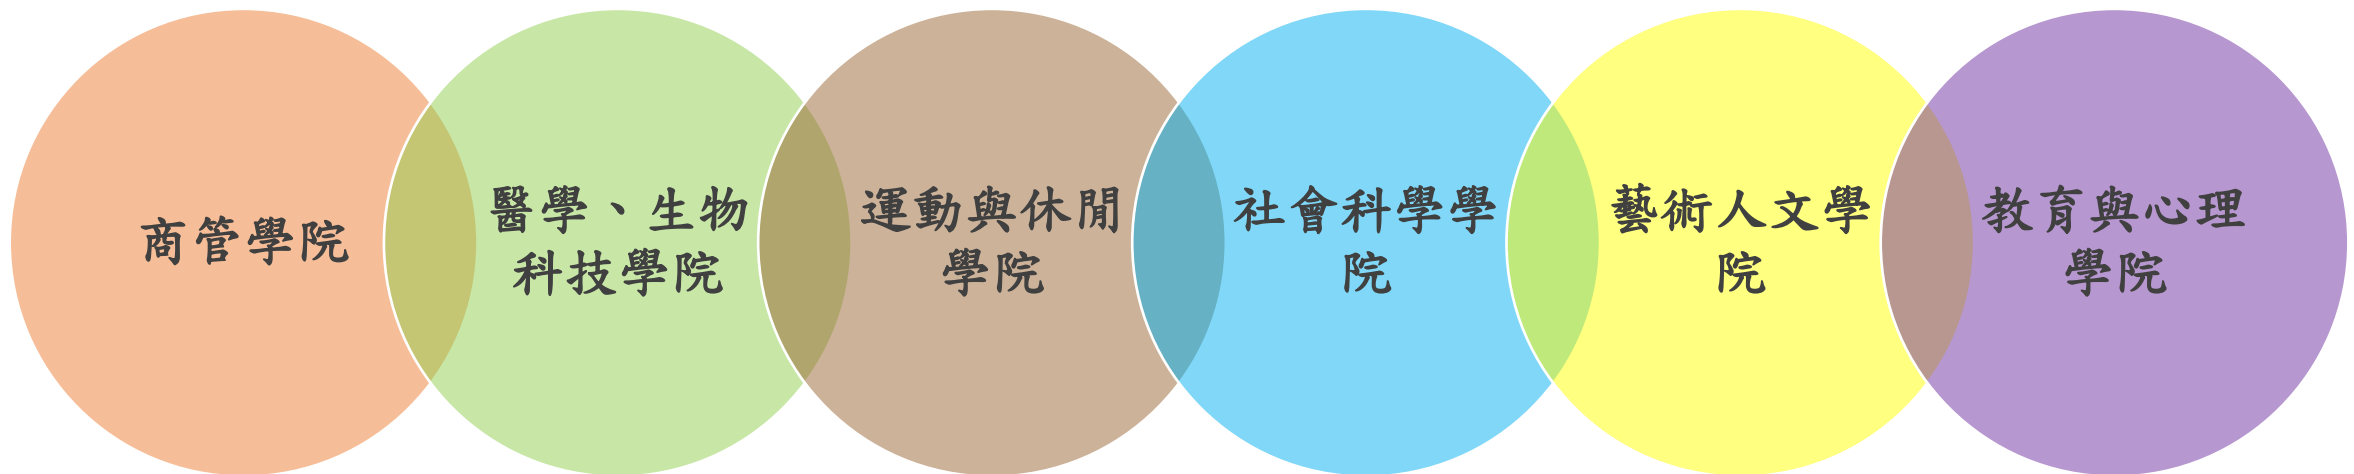 商管學院
醫學、生物
科技學院
運動與休閒
學院
社會科學學
院
藝術人文學
院
教育與心理
學院